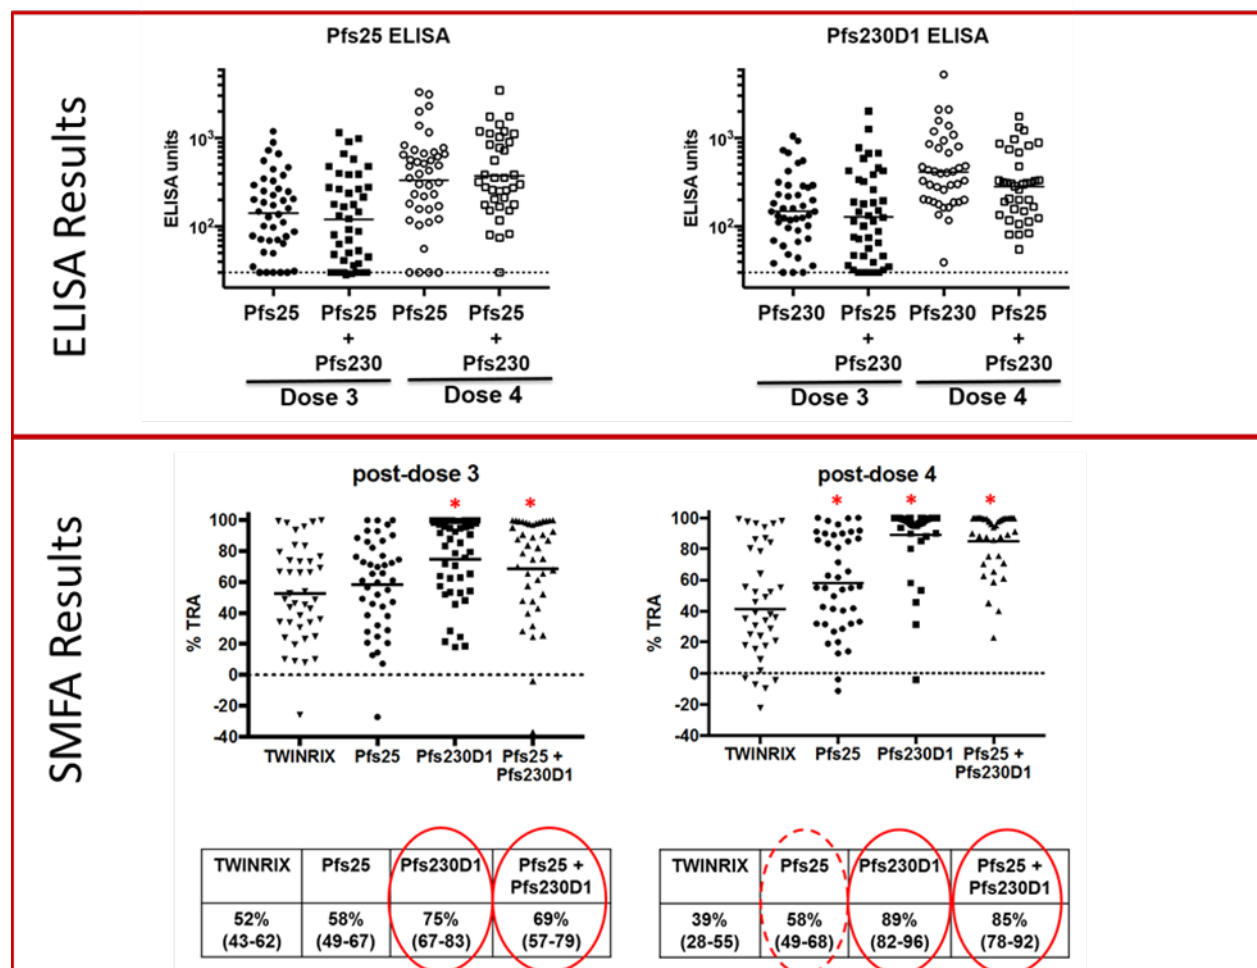 ELISA Results
Pfs25 ELISA
ELISA units
10³
10²
Pfs25 Pfs25 Pfs25 Pfs25
+ +
Pfs230 Pfs230
Dose 3 Dose 4
Pfs230D1 ELISA
ELISA units
10³
10²
Pfs230 Pfs25 Pfs230 Pfs25
+ +
Pfs230 Pfs230
Dose 3 Dose 4
SMFA Results
post-dose 3
* *
% TRA
100
80
60
40
20
0
-20
-40
TWINRIX Pfs25 Pfs230D1 Pfs25 +
Pfs230D1
post-dose 4
* * *
% TRA
100
80
60
40
20
0
-20
-40
TWINRIX Pfs25 Pfs230D1 Pfs25 +
Pfs230D1
TWINRIX Pfs25 Pfs230D1 Pfs25 +
Pfs230D1
52% 58% 75% 69%
(43-62) (49-67) (67-83) (57-79)
TWINRIX Pfs25 Pfs230D1 Pfs25 +
Pfs230D1
39% 58% 89% 85%
(28-55) (49-68) (82-96) (78-92)